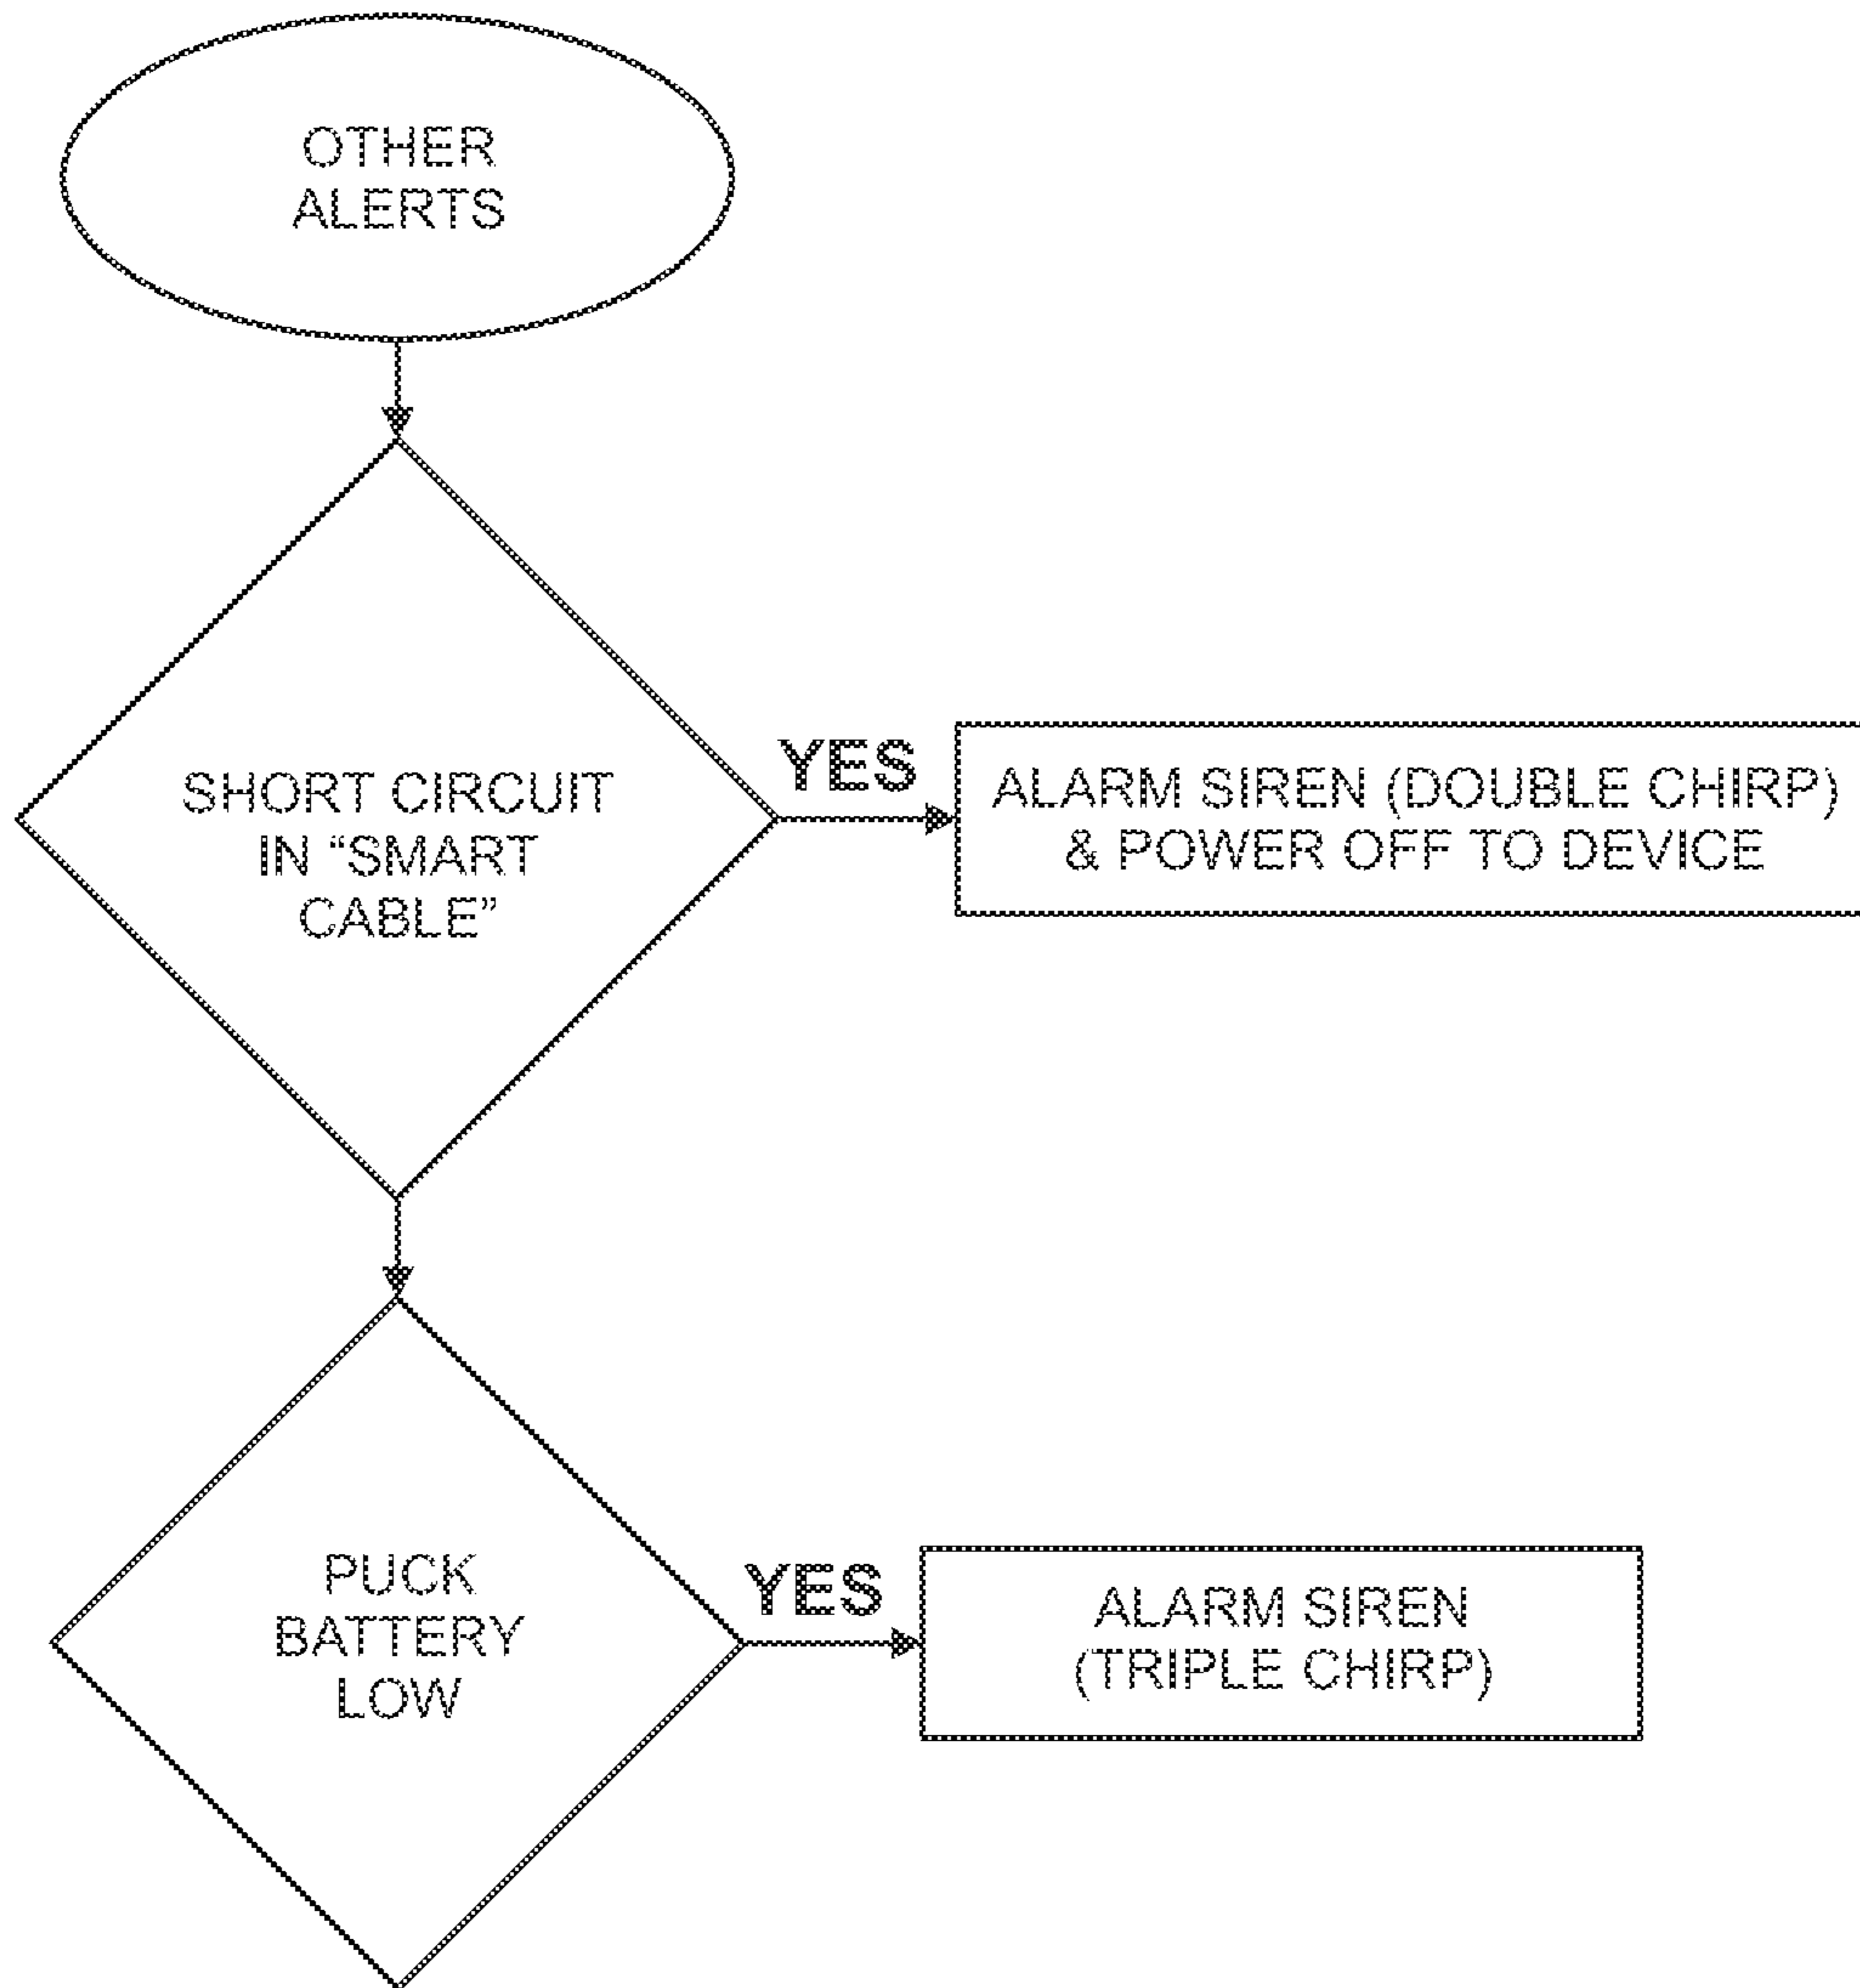 OTHER
ALERTS
SHORT CIRCUIT
IN “SMART
CABLE”
YES
ALARM SIREN (DOUBLE CHIRP)
& POWER OFF TO DEVICE
PUCK
BATTERY
LOW
YES
ALARM SIREN
(TRIPLE CHIRP)